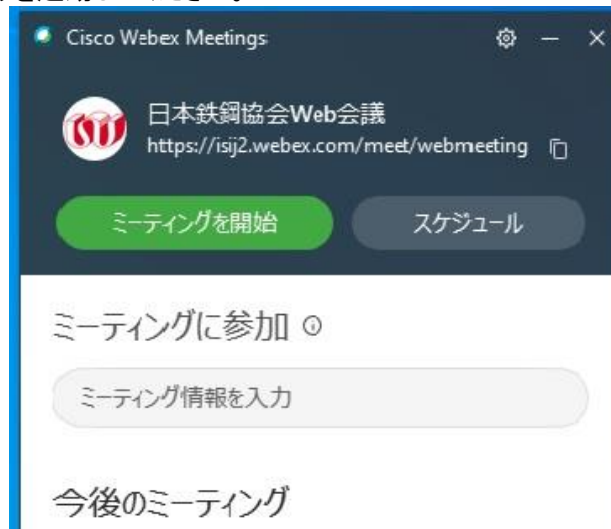 Cisco Webex Meetings
日本鉄鋼協会Web会議
https://isij2.webex.com/meet/webmeeting
ミーティングを開始
スケジュール
ミーティングに参加
ミーティング情報を入力
今後のミーティング